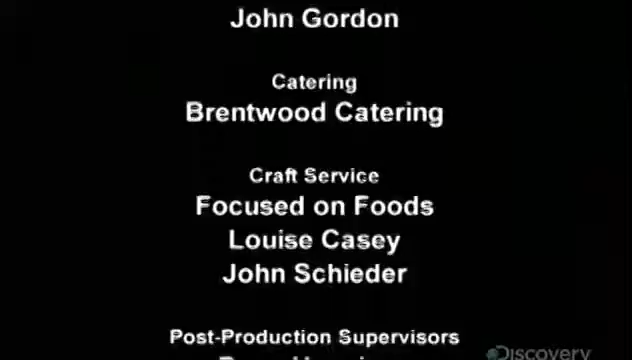 John Gordon
Catering
Brentwood Catering
Craft Service
Focused on Foods
Louise Casey
John Schieder
Post-Production Supervisors
Discovery